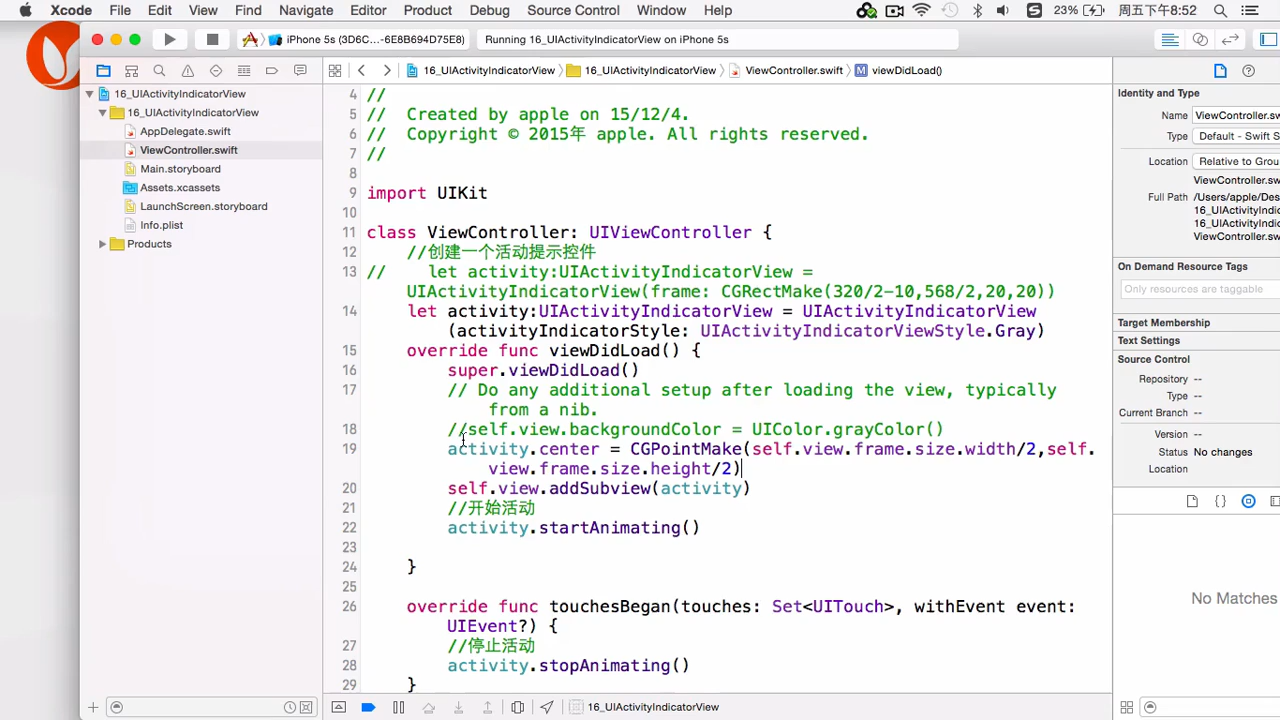 Xcode File Edit View Find Navigate Editor Product Debug Source Control Window Help 23% 周五下午8:52
iPhone 5s (3D6C...-6E8B694D75E8) Running 16_UIActivityIndicatorView on iPhone 5s
16_UIActivityIndicatorView 16_UIActivityIndicatorView ViewController.swift M viewDidLoad()
16_UIActivityIndicatorView
16_UIActivityIndicatorView
AppDelegate.swift
ViewController.swift
Main.storyboard
Assets.xcassets
LaunchScreen.storyboard
Info.plist
Products
4 //
5 // Created by apple on 15/12/4.
6 // Copyright © 2015年 apple. All rights reserved.
7 //
8
9 import UIKit
10
11 class ViewController: UIViewController {
12 //创建一个活动提示控件
13 // let activity:UIActivityIndicatorView =
UIActivityIndicatorView(frame: CGRectMake(320/2-10,568/2,20,20))
14 let activity:UIActivityIndicatorView = UIActivityIndicatorView
(activityIndicatorStyle: UIActivityIndicatorViewStyle.Gray)
15 override func viewDidLoad() {
16 super.viewDidLoad()
17 // Do any additional setup after loading the view, typically
from a nib.
18 //self.view.backgroundColor = UIColor.grayColor()
19 activity.center = CGPointMake(self.view.frame.size.width/2,self.
view.frame.size.height/2)
20 self.view.addSubview(activity)
21 //开始活动
22 activity.startAnimating()
23
24 }
25
26 override func touchesBegan(touches: Set<UITouch>, withEvent event:
UIEvent?) {
27 //停止活动
28 activity.stopAnimating()
29 }
16_UIActivityIndicatorView
Identity and Type
Name ViewController.sw
Type Default - Swift S
Location Relative to Grou
ViewController.sw
Full Path /Users/apple/Des
16_UIActivityIndic
16_UIActivityIndic
ViewController.sw
On Demand Resource Tags
Only resources are taggable
Target Membership
Text Settings
Source Control
Repository --
Type --
Current Branch --
Version --
Status No changes
Location
No Matches